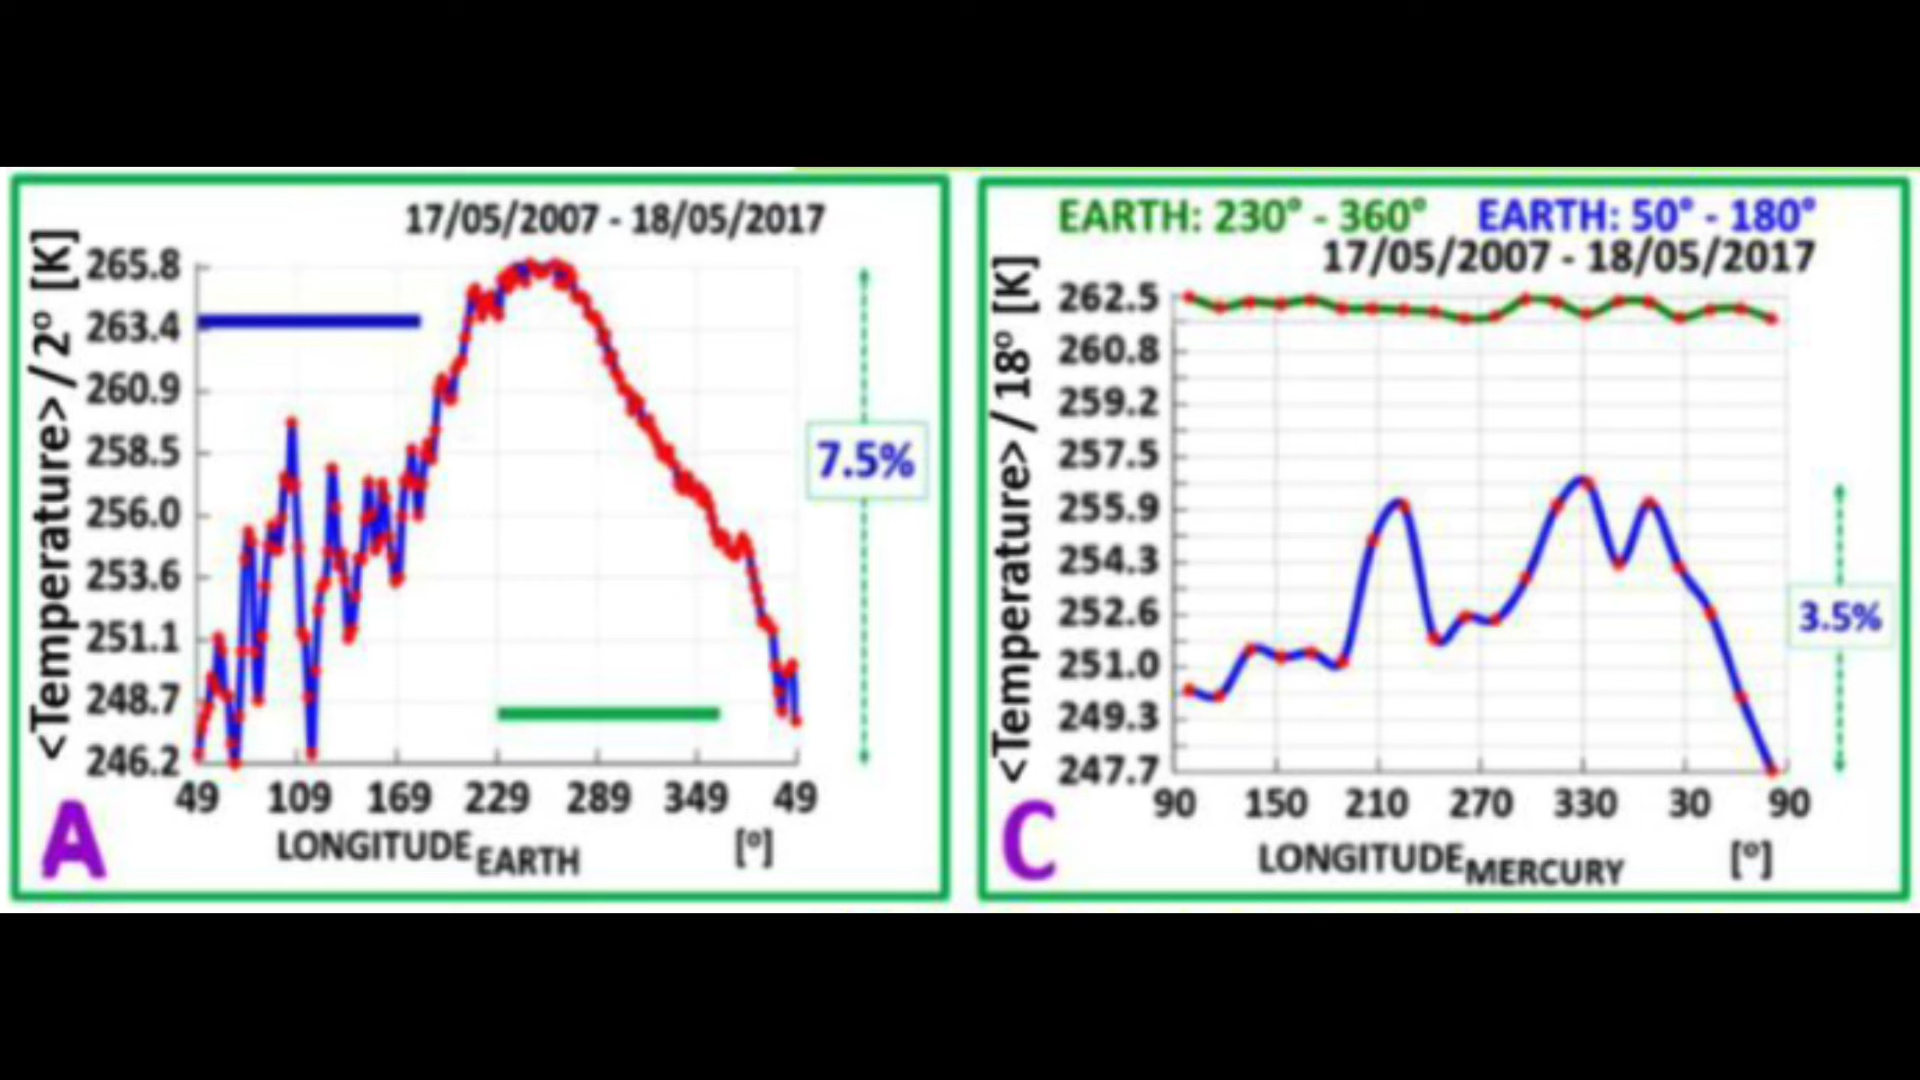 17/05/2007 - 18/05/2017
<Temperature> / 2º [K]
265.8
263.4
260.9
258.5
256.0
253.6
251.1
248.7
246.2
49 109 169 229 289 349 49
LONGITUDE EARTH [º]
7.5%
A
EARTH: 230° - 360° EARTH: 50° - 180°
17/05/2007 - 18/05/2017
<Temperature> / 18º [K]
262.5
260.8
259.2
257.5
255.9
254.3
252.6
251.0
249.3
247.7
90 150 210 270 330 30 90
LONGITUDE MERCURY [º]
3.5%
C